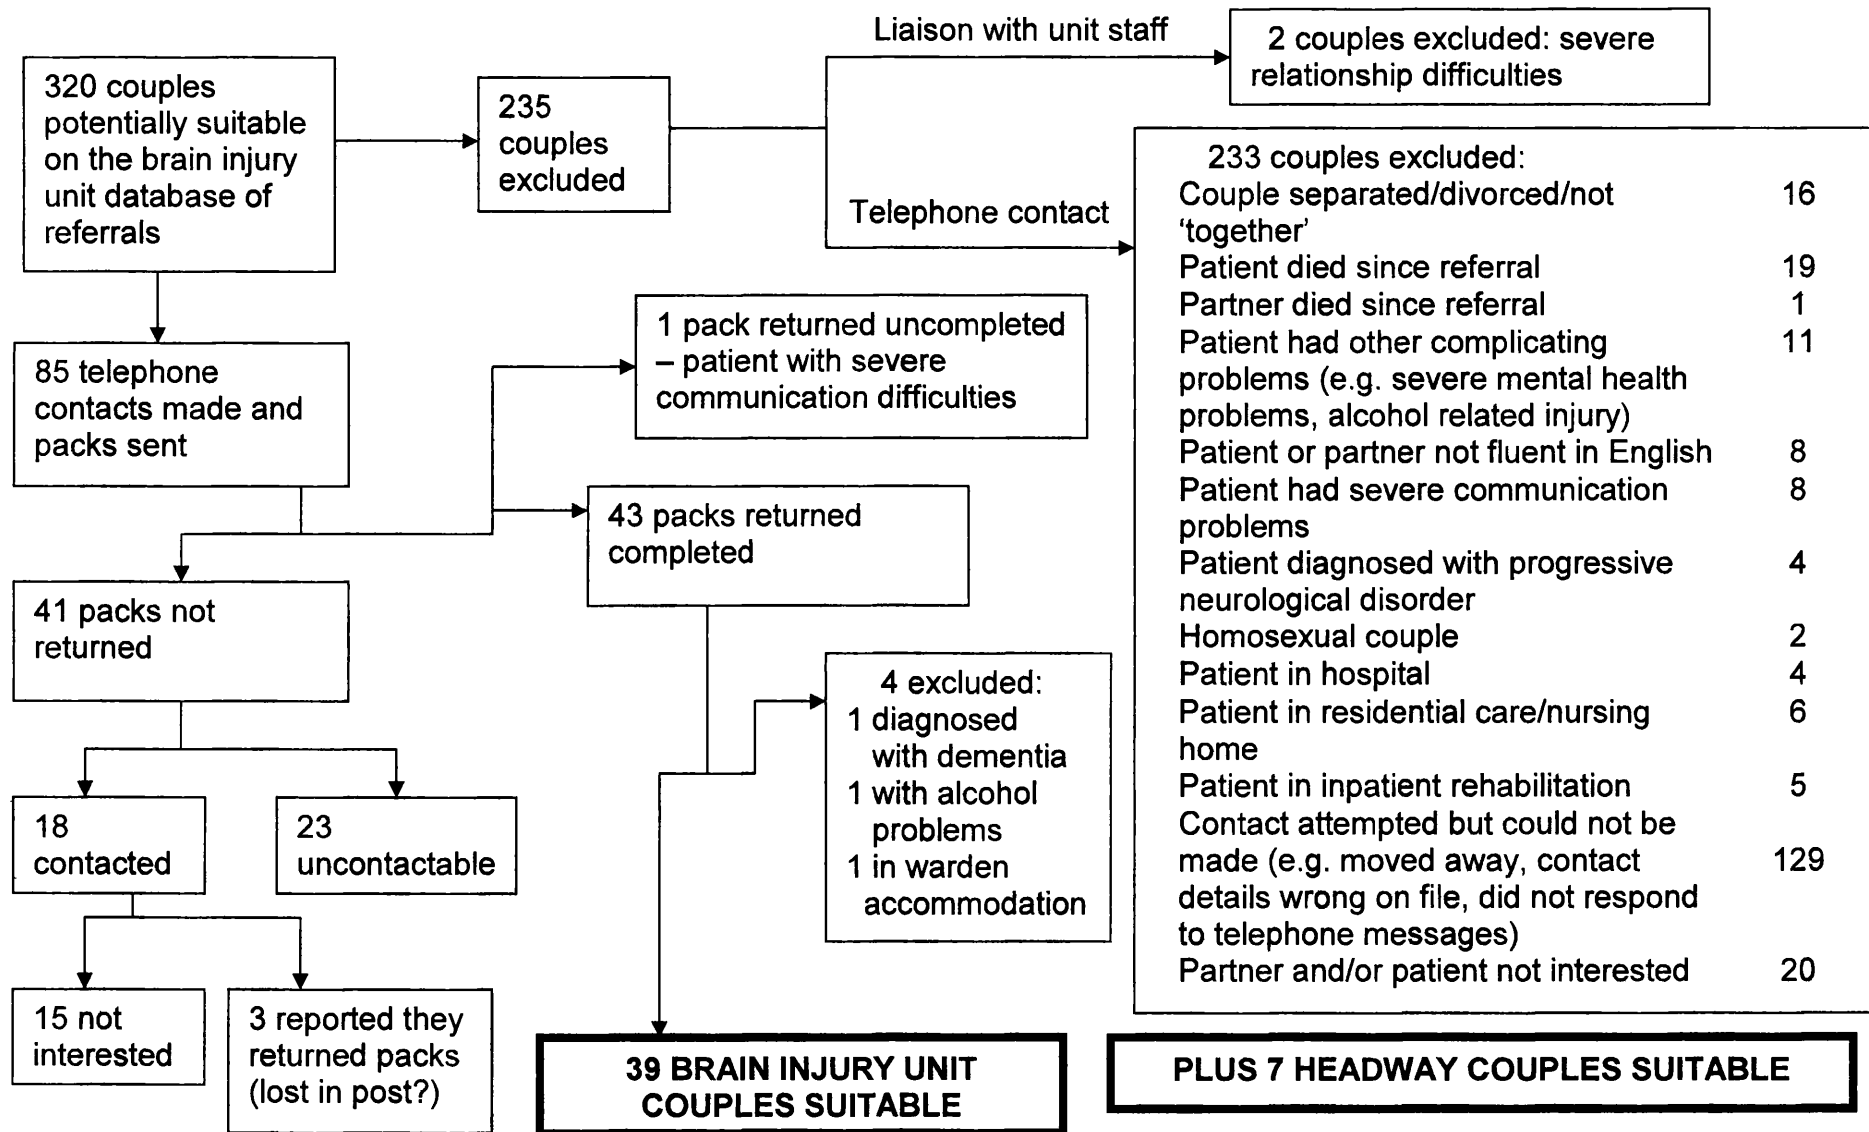 Liaison with unit staff
2 couples excluded: severe
relationship difficulties
320 couples
potentially suitable
on the brain injury
unit database of
referrals
235
couples
excluded
Telephone contact
233 couples excluded:
Couple separated/divorced/not 16
‘together’
Patient died since referral 19
Partner died since referral 1
Patient had other complicating 11
problems (e.g. severe mental health
problems, alcohol related injury)
Patient or partner not fluent in English 8
Patient had severe communication 8
problems
Patient diagnosed with progressive 4
neurological disorder
Homosexual couple 2
Patient in hospital 4
Patient in residential care/nursing 6
home
Patient in inpatient rehabilitation 5
Contact attempted but could not be
made (e.g. moved away, contact 129
details wrong on file, did not respond
to telephone messages)
Partner and/or patient not interested 20
1 pack returned uncompleted
– patient with severe
communication difficulties
85 telephone
contacts made and
packs sent
43 packs returned
completed
41 packs not
returned
4 excluded:
1 diagnosed
with dementia
1 with alcohol
problems
1 in warden
accommodation
18
contacted
23
uncontactable
15 not
interested
3 reported they
returned packs
(lost in post?)
39 BRAIN INJURY UNIT
COUPLES SUITABLE
PLUS 7 HEADWAY COUPLES SUITABLE